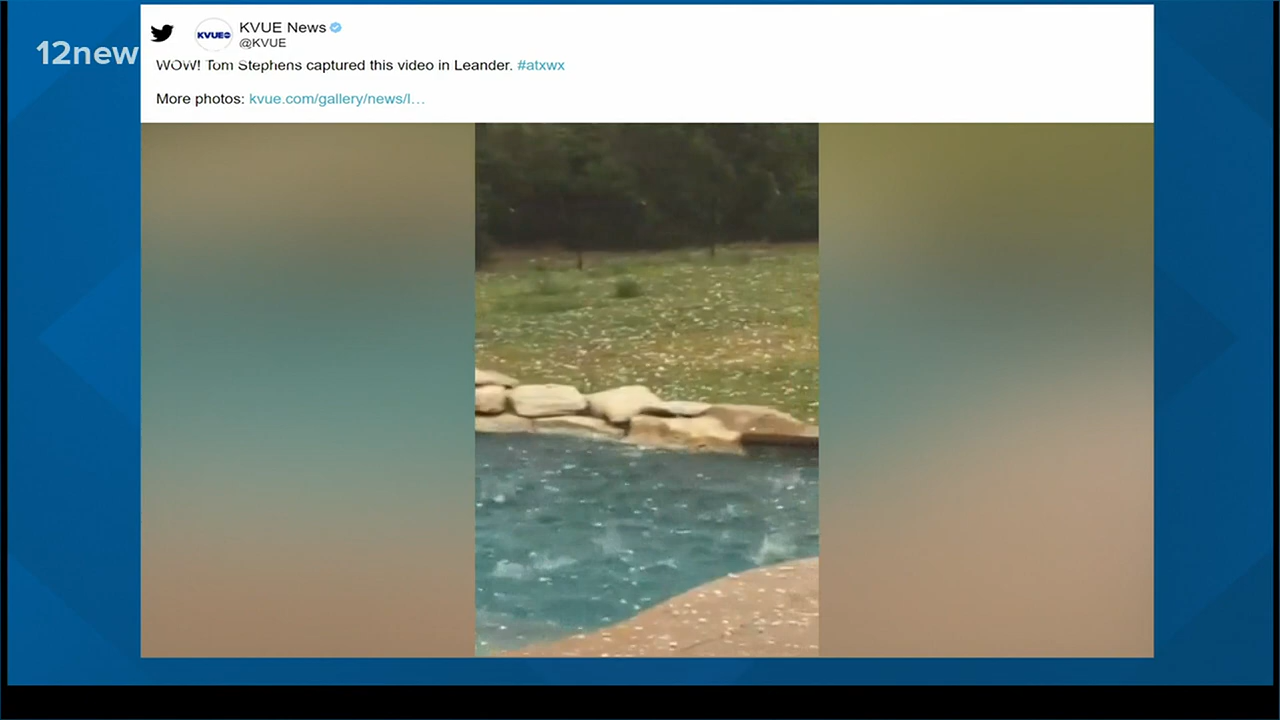 12new
KVUE
KVUE News
@KVUE
WOW! Tom Stephens captured this video in Leander. #atxwx
More photos: kvue.com/gallery/news/l…